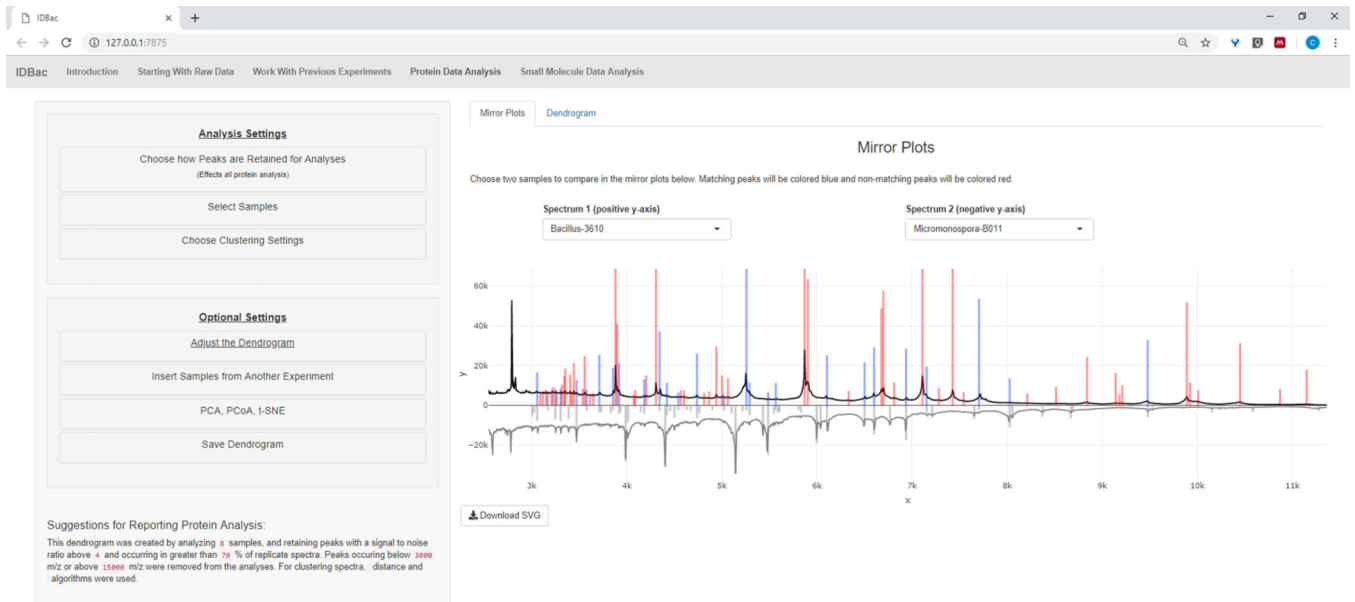 IDBac
127.0.0.1:7875
IDBac Introduction Starting With Raw Data Work With Previous Experiments Protein Data Analysis Small Molecule Data Analysis
Analysis Settings
Choose how Peaks are Retained for Analyses
(Effects all protein analysis)
Select Samples
Choose Clustering Settings
Optional Settings
Adjust the Dendrogram
Insert Samples from Another Experiment
PCA, PCoA, t-SNE
Save Dendrogram
Suggestions for Reporting Protein Analysis:
This dendrogram was created by analyzing 8 samples, and retaining peaks with a signal to noise
ratio above 4 and occurring in greater than 70 % of replicate spectra. Peaks occuring below 3000
m/z or above 15000 m/z were removed from the analyses. For clustering spectra, distance and
algorithms were used.
Mirror Plots Dendrogram
Mirror Plots
Choose two samples to compare in the mirror plots below. Matching peaks will be colored blue and non-matching peaks will be colored red.
Spectrum 1 (positive y-axis) Spectrum 2 (negative y-axis)
Bacillus-3610 Micromonospora-B011
60k
40k
20k
y
0
−20k
3k 4k 5k 6k 7k 8k 9k 10k 11k
x
Download SVG